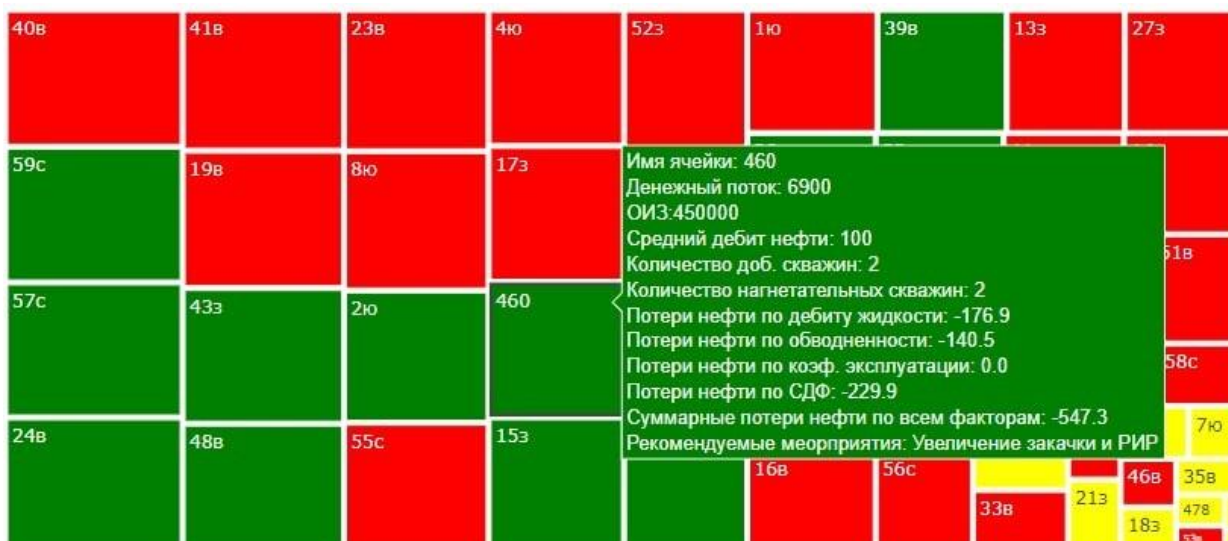 40в
41в
23в
4ю
52з
1ю
39в
13з
27з
59с
19в
8ю
17з
Имя ячейки: 460
Денежный поток: 6900
ОИЗ:450000
Средний дебит нефти: 100
Количество доб. скважин: 2
Количество нагнетательных скважин: 2
Потери нефти по дебиту жидкости: -176.9
Потери нефти по обводненности: -140.5
Потери нефти по коэф. эксплуатации: 0.0
Потери нефти по СДФ: -229.9
Суммарные потери нефти по всем факторам: -547.3
Рекомендуемые меорприятия: Увеличение закачки и РИР
51в
57с
43з
2ю
460
58с
24в
48в
55с
15з
7ю
16в
56с
46в
35в
33в
21з
478
18з